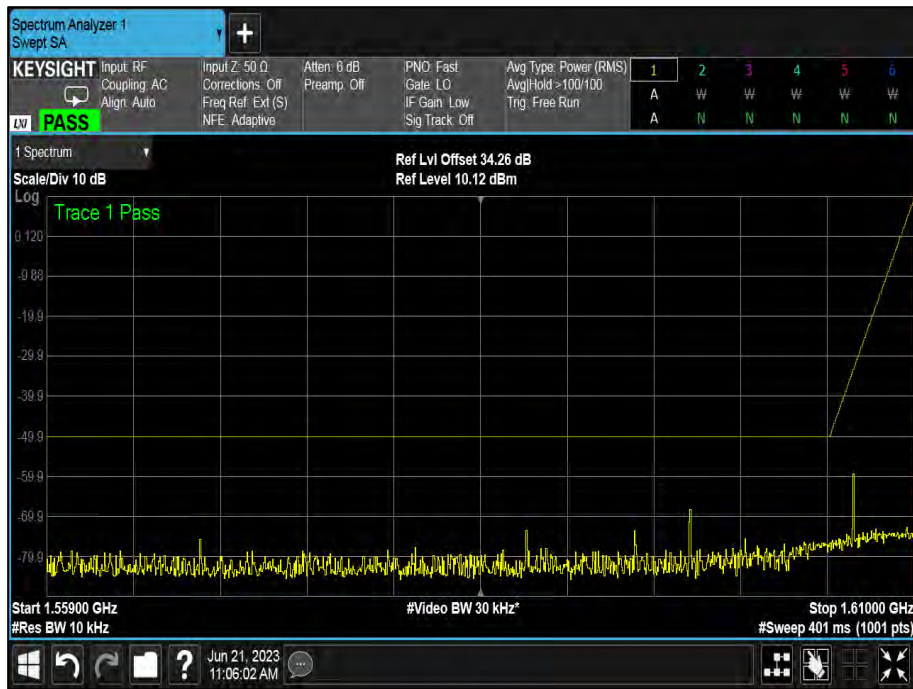 Spectrum Analyzer 1
Swept SA
+
KEYSIGHT
LXI PASS
Input: RF
Coupling: AC
Align: Auto
Input Z: 50 Ω
Corrections: Off
Freq Ref: Ext (S)
NFE: Adaptive
Atten: 6 dB
Preamp: Off
PNO: Fast
Gate: LO
IF Gain: Low
Sig Track: Off
Avg Type: Power (RMS)
Avg|Hold >100/100
Trig: Free Run
1 2 3 4 5 6
A W W W W W
A N N N N N
1 Spectrum
Scale/Div 10 dB
Ref Lvl Offset 34.26 dB
Ref Level 10.12 dBm
Log
Trace 1 Pass
0.120
-9.88
-19.9
-29.9
-39.9
-49.9
-59.9
-69.9
-79.9
Start 1.55900 GHz
#Video BW 30 kHz*
Stop 1.61000 GHz
#Res BW 10 kHz
#Sweep 401 ms (1001 pts)
?
Jun 21, 2023
11:06:02 AM